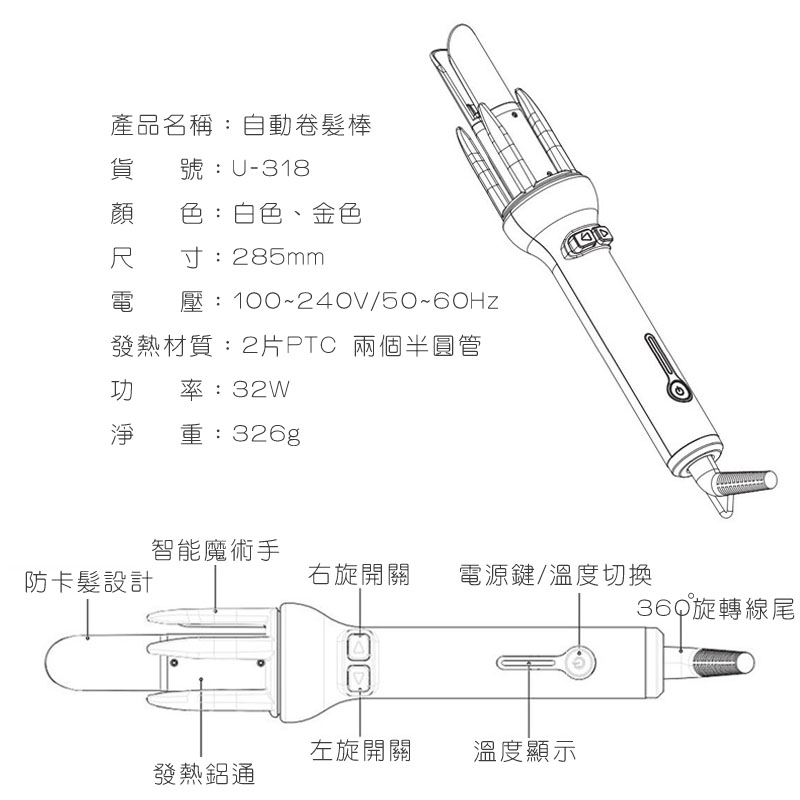 產品名稱：自動卷髮棒
貨　　號：U-318
顏　　色：白色、金色
尺　　寸：285mm
電　　壓：100~240V/50~60Hz
發熱材質：2片PTC 兩個半圓管
功　　率：32W
淨　　重：326g
智能魔術手
防卡髮設計
右旋開關
電源鍵/溫度切換
360°旋轉線尾
左旋開關
溫度顯示
發熱鋁通